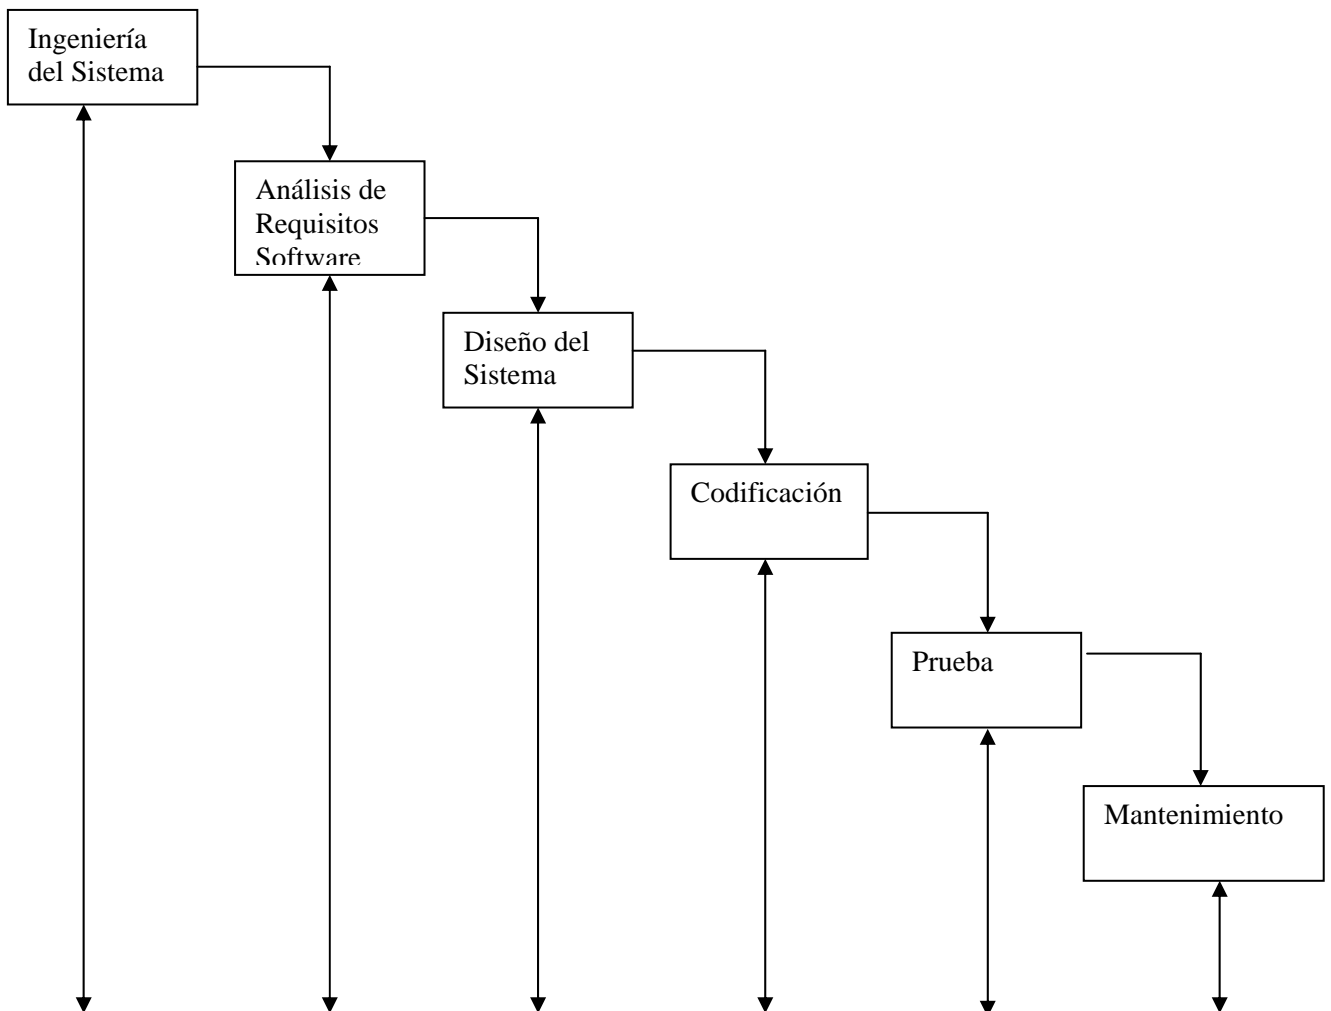 Ingeniería
del Sistema
Análisis de
Requisitos
Software
Diseño del
Sistema
Codificación
Prueba
Mantenimiento